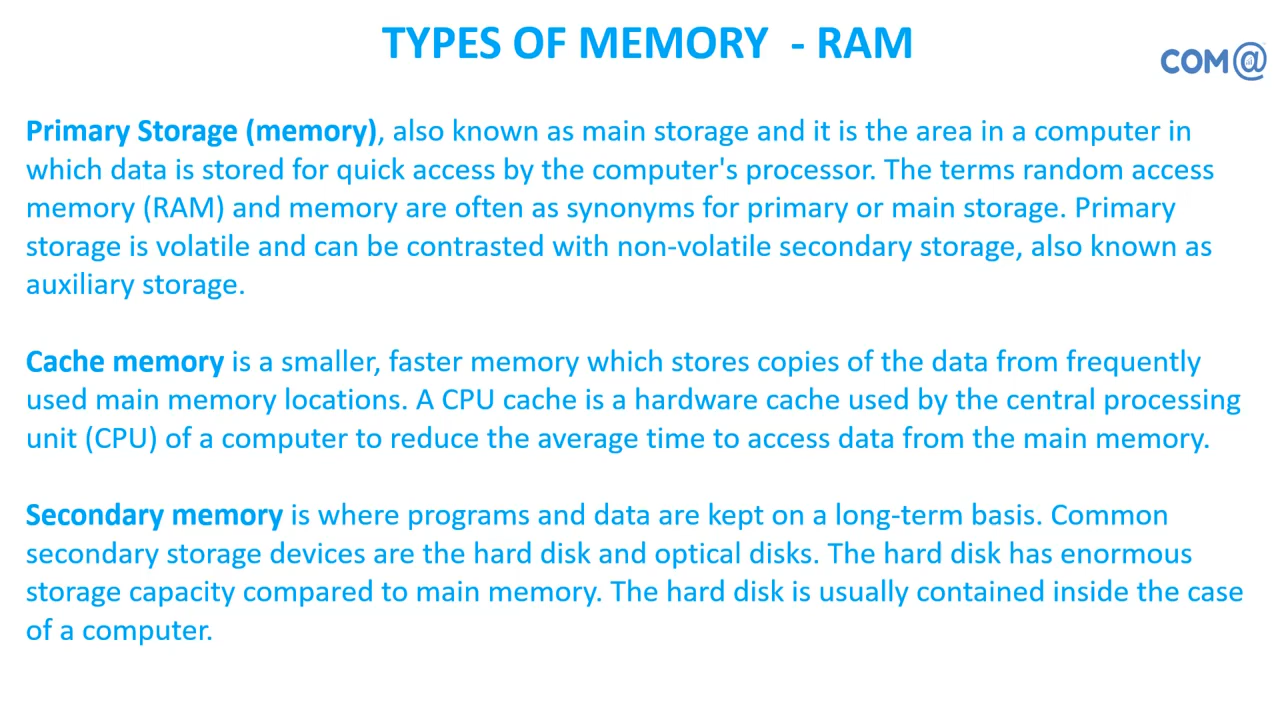 TYPES OF MEMORY - RAM
COM@
Primary Storage (memory), also known as main storage and it is the area in a computer in
which data is stored for quick access by the computer's processor. The terms random access
memory (RAM) and memory are often as synonyms for primary or main storage. Primary
storage is volatile and can be contrasted with non-volatile secondary storage, also known as
auxiliary storage.
Cache memory is a smaller, faster memory which stores copies of the data from frequently
used main memory locations. A CPU cache is a hardware cache used by the central processing
unit (CPU) of a computer to reduce the average time to access data from the main memory.
Secondary memory is where programs and data are kept on a long-term basis. Common
secondary storage devices are the hard disk and optical disks. The hard disk has enormous
storage capacity compared to main memory. The hard disk is usually contained inside the case
of a computer.